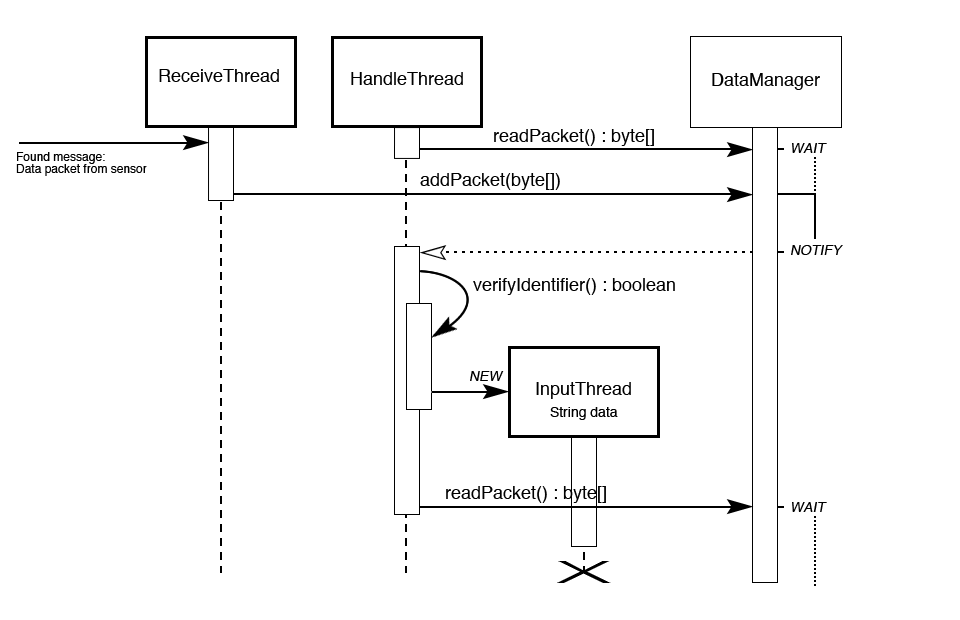 ReceiveThread
HandleThread
DataManager
readPacket() : byte[]
WAIT
Found message:
Data packet from sensor
addPacket(byte[])
NOTIFY
verifyIdentifier() : boolean
NEW
InputThread
String data
readPacket() : byte[]
WAIT